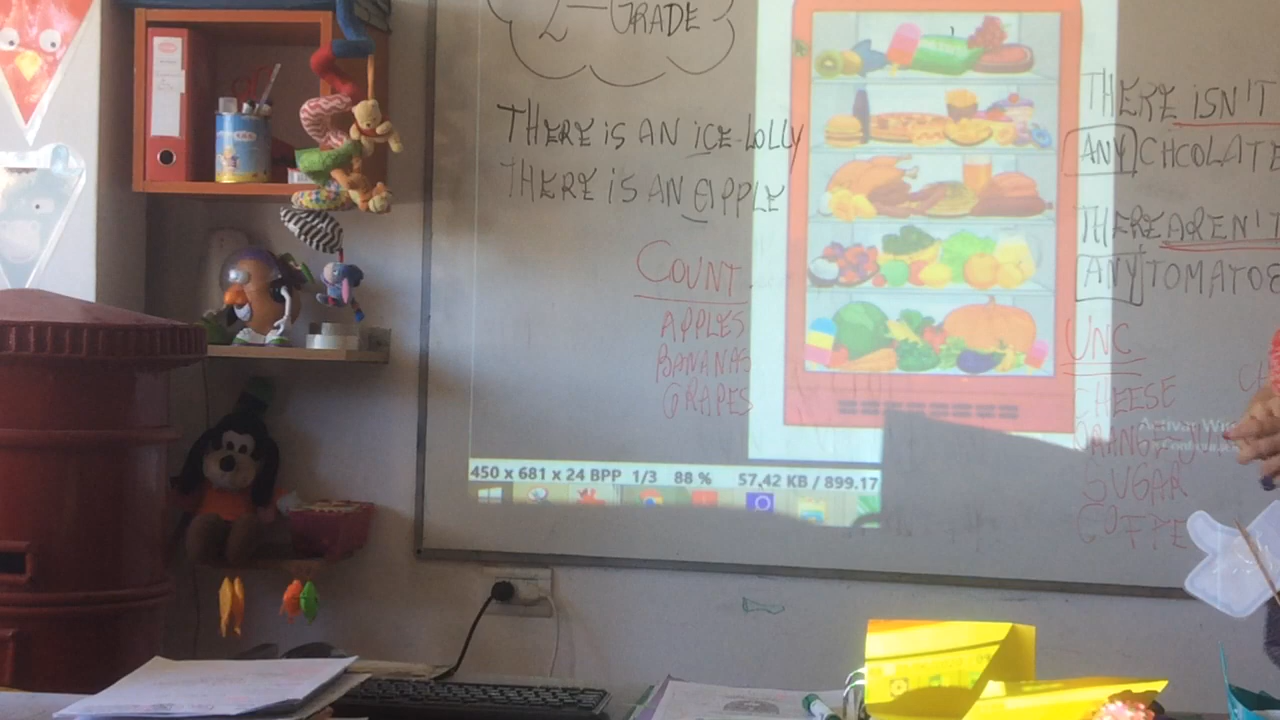 2 GRADE
THERE IS AN ICE-LOLLY
THERE IS AN APPLE
COUNT
APPLES
BANANAS
GRAPES
THERE ISN'T
ANY CHCOLATE
THERE AREN'T
ANY TOMATOE
UNC
CHEESE
SUGAR
COFFE
450 x 681 x 24 BPP 1/3 88 % 57,42 KB / 899.17